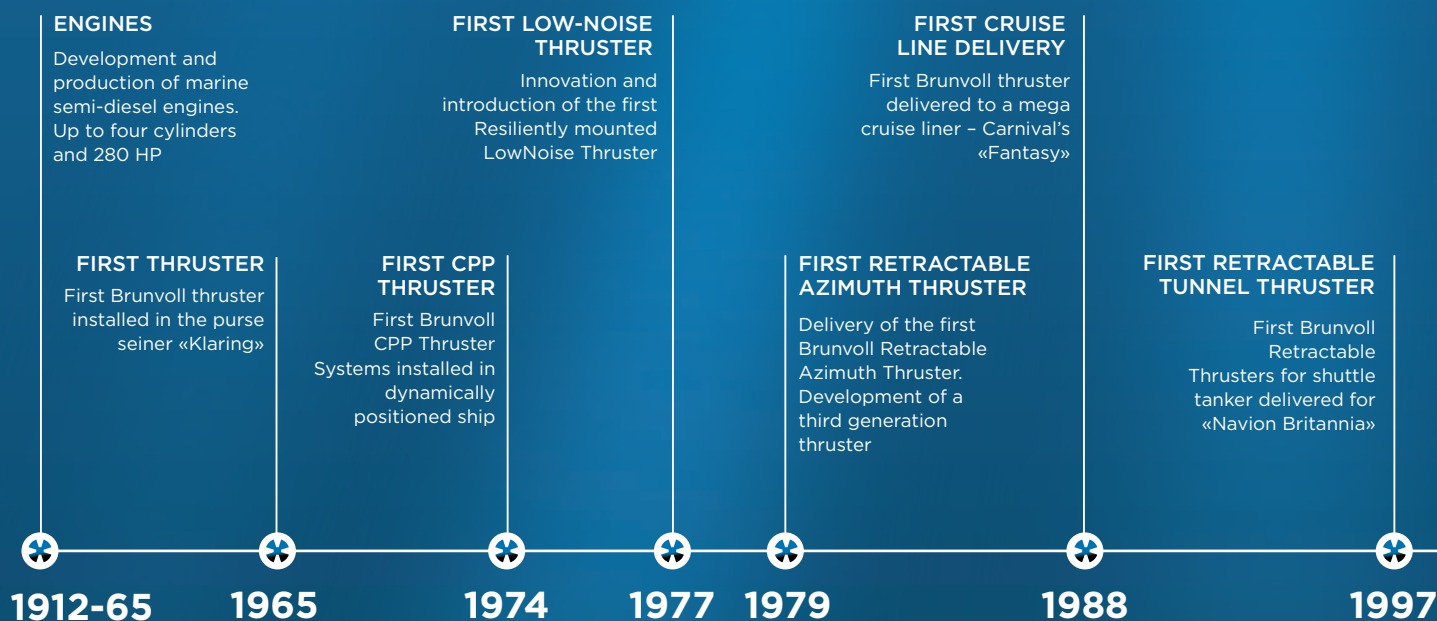 ENGINES
Development and
production of marine
semi-diesel engines.
Up to four cylinders
and 280 HP
FIRST THRUSTER
First Brunvoll thruster
installed in the purse
seiner «Klaring»
FIRST CPP
THRUSTER
First Brunvoll
CPP Thruster
Systems installed in
dynamically
positioned ship
FIRST LOW-NOISE
THRUSTER
Innovation and
introduction of the first
Resiliently mounted
LowNoise Thruster
FIRST RETRACTABLE
AZIMUTH THRUSTER
Delivery of the first
Brunvoll Retractable
Azimuth Thruster.
Development of a
third generation
thruster
FIRST CRUISE
LINE DELIVERY
First Brunvoll thruster
delivered to a mega
cruise liner – Carnival’s
«Fantasy»
FIRST RETRACTABLE
TUNNEL THRUSTER
First Brunvoll
Retractable
Thrusters for shuttle
tanker delivered for
«Navion Britannia»
1912-65
1965
1974
1977
1979
1988
1997